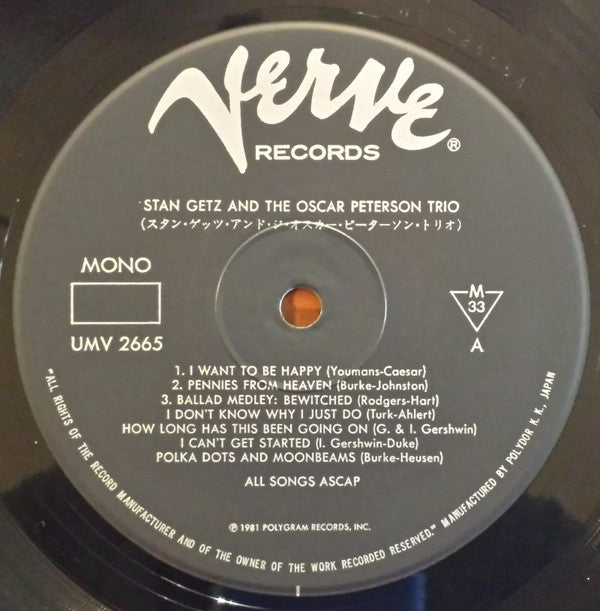 Verve
RECORDS ®
STAN GETZ AND THE OSCAR PETERSON TRIO
(スタン・ゲッツ・アンド・ジ・オスカー・ピーターソン・トリオ)
MONO
UMV 2665
M
33
A
1. I WANT TO BE HAPPY (Youmans-Caesar)
2. PENNIES FROM HEAVEN (Burke-Johnston)
3. BALLAD MEDLEY: BEWITCHED (Rodgers-Hart)
I DON'T KNOW WHY I JUST DO (Turk-Ahlert)
HOW LONG HAS THIS BEEN GOING ON (G. & I. Gershwin)
I CAN'T GET STARTED (I. Gershwin-Duke)
POLKA DOTS AND MOONBEAMS (Burke-Heusen)
ALL SONGS ASCAP
℗ 1981 POLYGRAM RECORDS, INC.
"ALL RIGHTS OF THE RECORD MANUFACTURER AND OF THE OWNER OF THE WORK RECORDED RESERVED." MANUFACTURED BY POLYDOR K. K., JAPAN